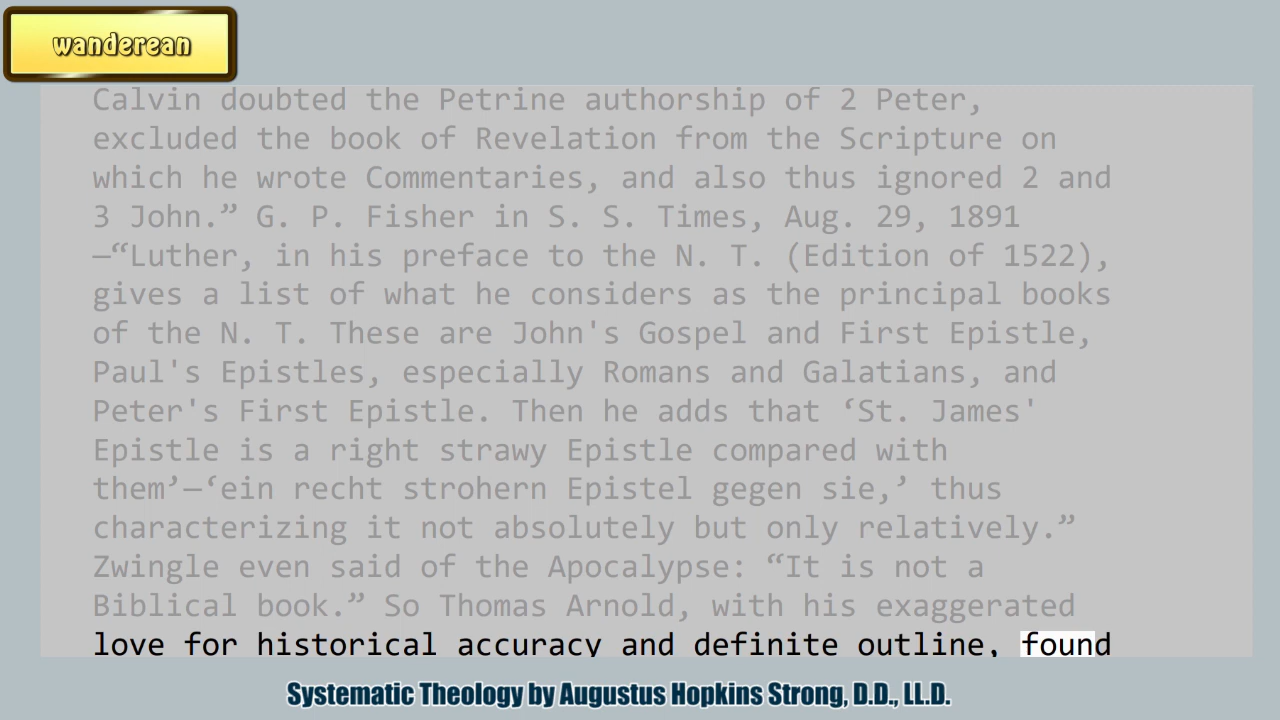 wanderean
Calvin doubted the Petrine authorship of 2 Peter,
excluded the book of Revelation from the Scripture on
which he wrote Commentaries, and also thus ignored 2 and
3 John.” G. P. Fisher in S. S. Times, Aug. 29, 1891
—“Luther, in his preface to the N. T. (Edition of 1522),
gives a list of what he considers as the principal books
of the N. T. These are John's Gospel and First Epistle,
Paul's Epistles, especially Romans and Galatians, and
Peter's First Epistle. Then he adds that ‘St. James'
Epistle is a right strawy Epistle compared with
them’—‘ein recht strohern Epistel gegen sie,’ thus
characterizing it not absolutely but only relatively.”
Zwingle even said of the Apocalypse: “It is not a
Biblical book.” So Thomas Arnold, with his exaggerated
love for historical accuracy and definite outline, found
Systematic Theology by Augustus Hopkins Strong, D.D., LL.D.